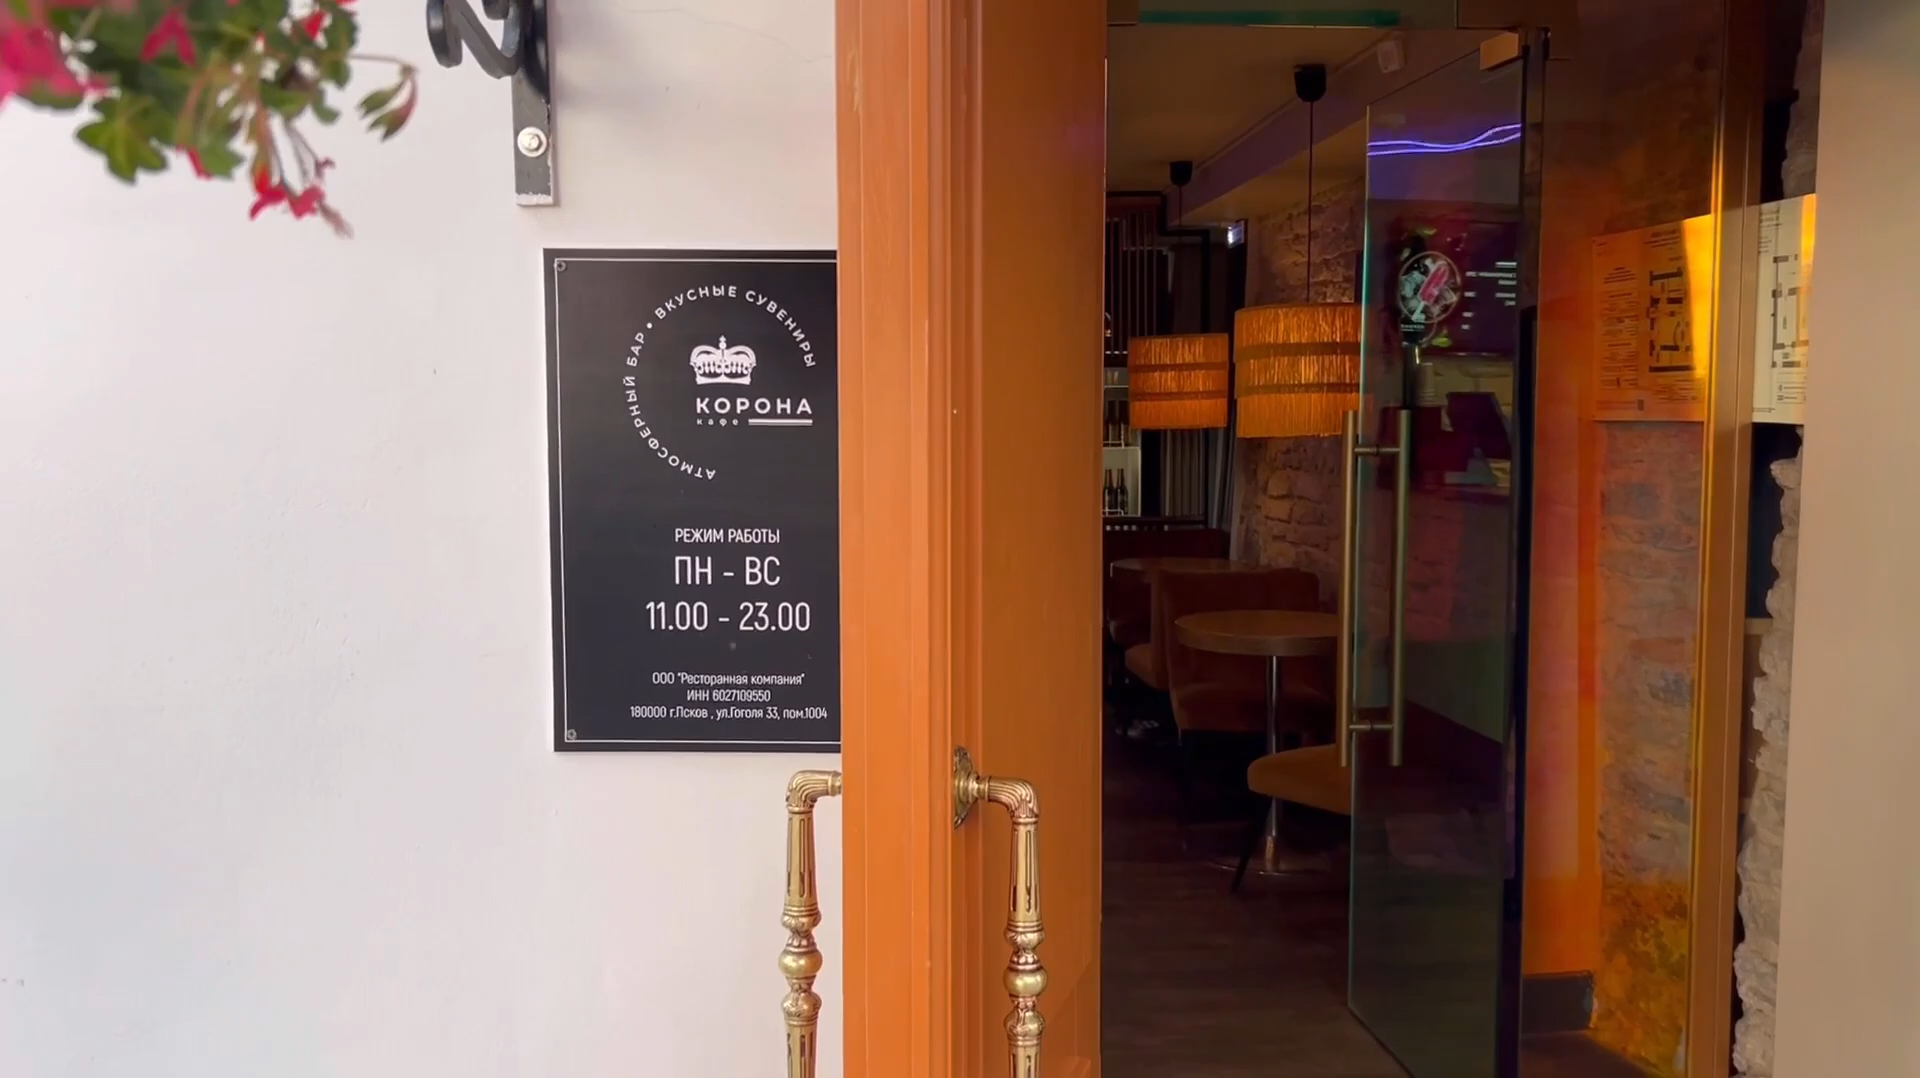 АТМОСФЕРНЫЙ БАР • ВКУСНЫЕ СУВЕНИРЫ
КОРОНА
кафе
РЕЖИМ РАБОТЫ
ПН - ВС
11.00 - 23.00
ООО "Ресторанная компания"
ИНН 6027109550
180000 г.Псков , ул.Гоголя 33, пом.1004